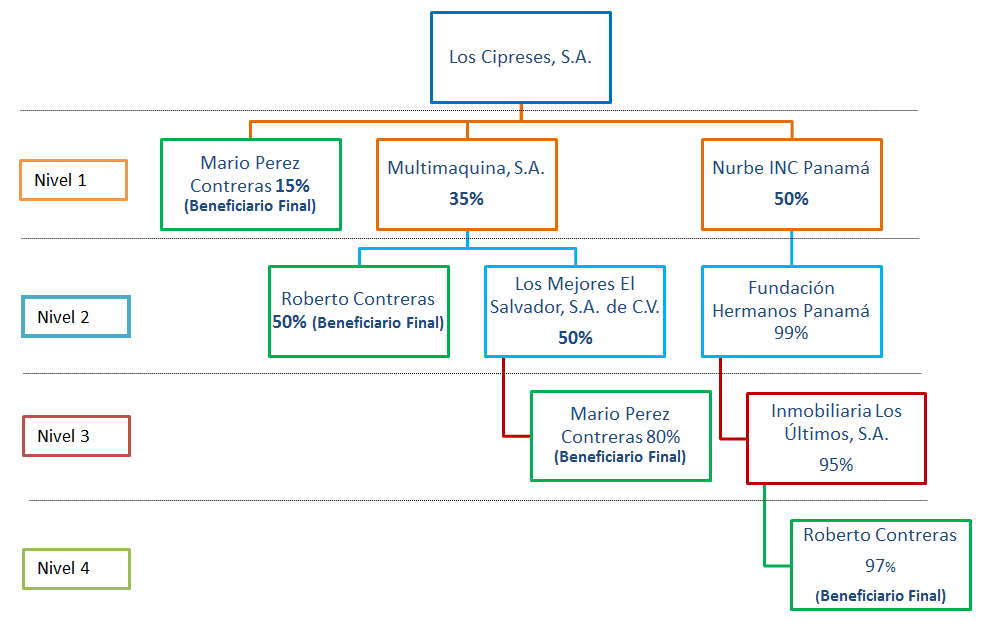 Los Cipreses, S.A.
Nivel 1
Mario Perez
Contreras 15%
(Beneficiario Final)
Multimaquina, S.A.
35%
Nurbe INC Panamá
50%
Nivel 2
Roberto Contreras
50% (Beneficiario Final)
Los Mejores El
Salvador, S.A. de C.V.
50%
Fundación
Hermanos Panamá
99%
Nivel 3
Mario Perez
Contreras 80%
(Beneficiario Final)
Inmobiliaria Los
Últimos, S.A.
95%
Nivel 4
Roberto Contreras
97%
(Beneficiario Final)